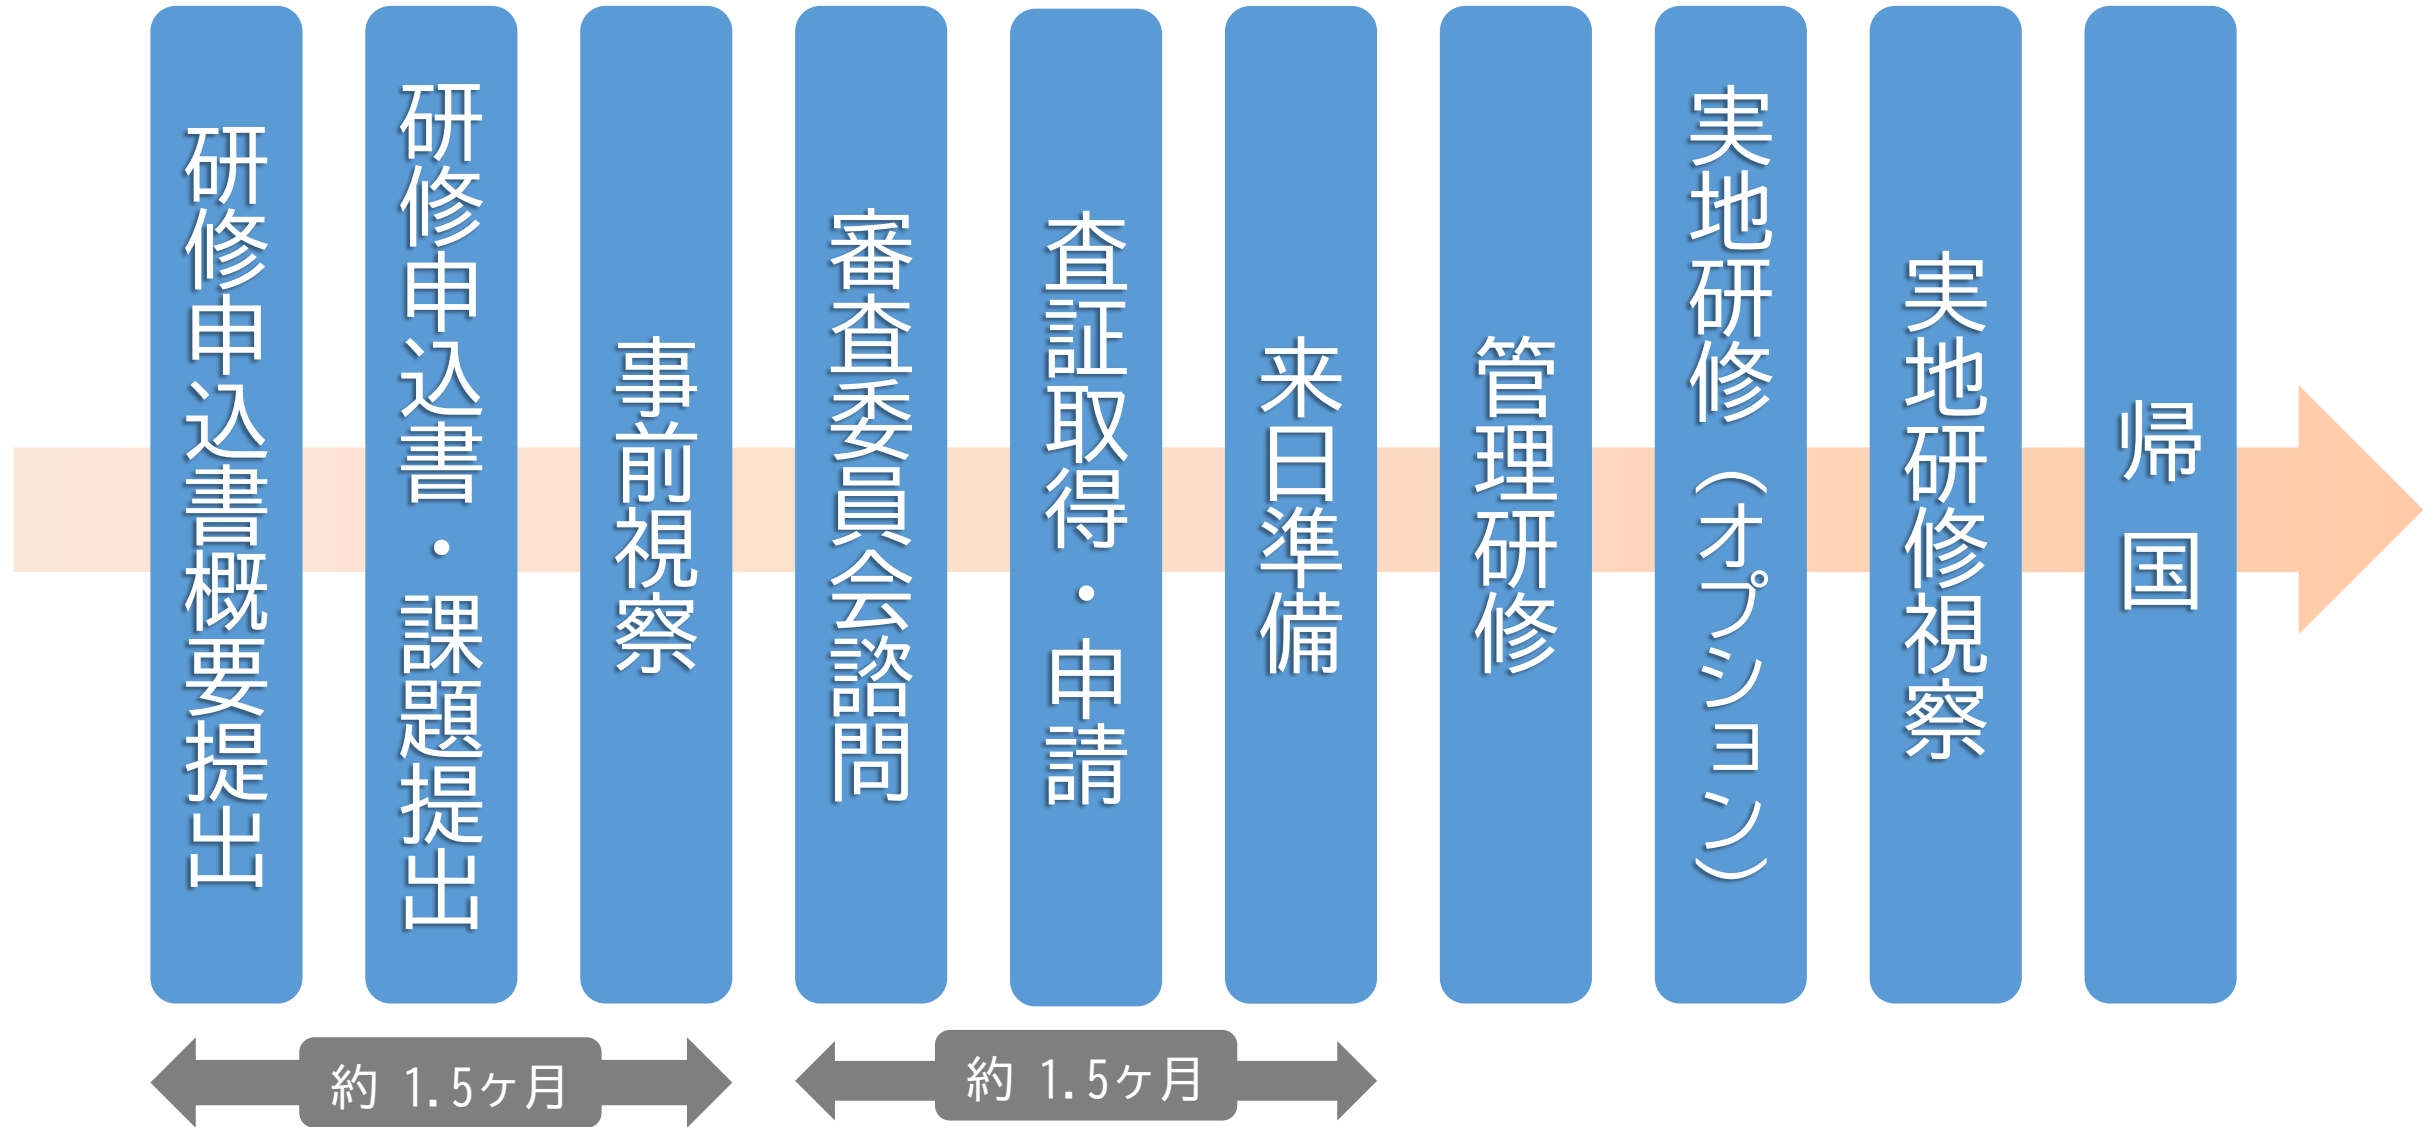 研修申込書概要提出
研修申込書・課題提出
事前視察
審査委員会諮問
査証取得・申請
来日準備
管理研修
実地研修（オプション）
実地研修視察
帰国
約 1.5ヶ月
約 1.5ヶ月